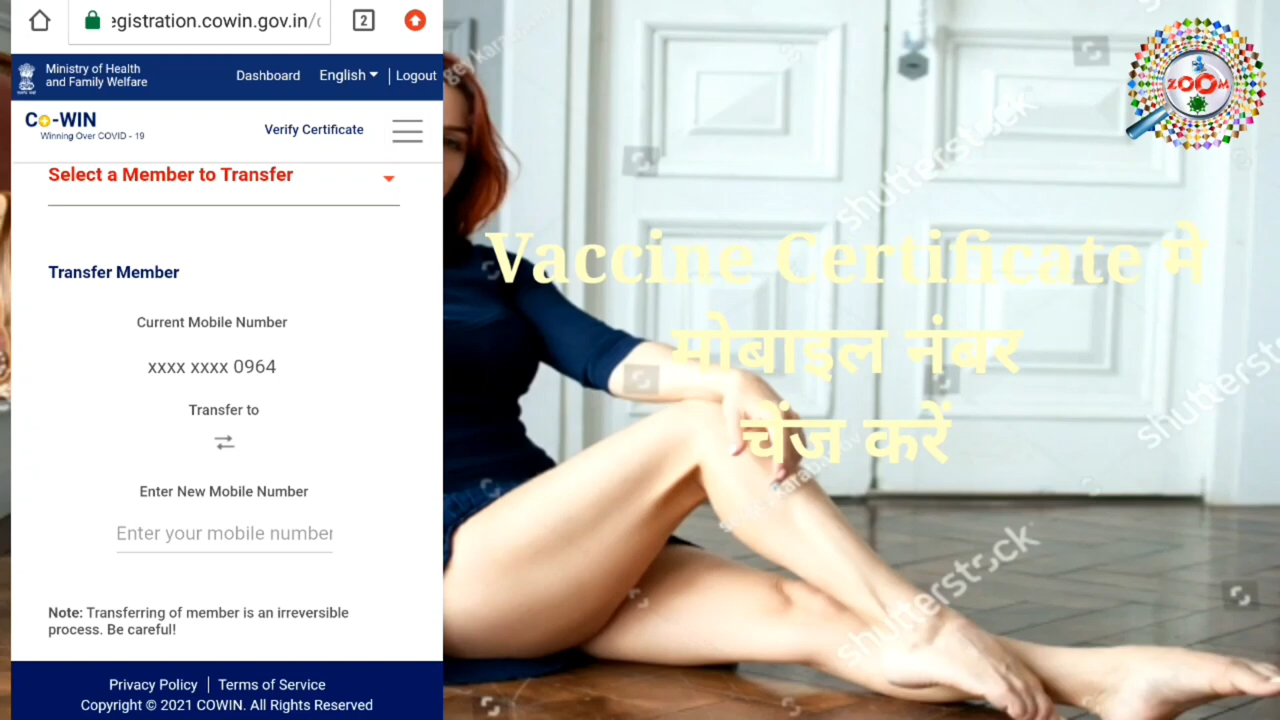 egistration.cowin.gov.in/
2
Ministry of Health
and Family Welfare
Dashboard
English
Logout
Co-WIN
Winning Over COVID - 19
Verify Certificate
Select a Member to Transfer
Transfer Member
Current Mobile Number
xxxx xxxx 0964
Transfer to
Enter New Mobile Number
Enter your mobile number
Note: Transferring of member is an irreversible
process. Be careful!
Privacy Policy | Terms of Service
Copyright © 2021 COWIN. All Rights Reserved
Vaccine Certificate मे
मोबाइल नंबर
चेंज करें
ZOOM
shutterstock
shutterst
shutterstock